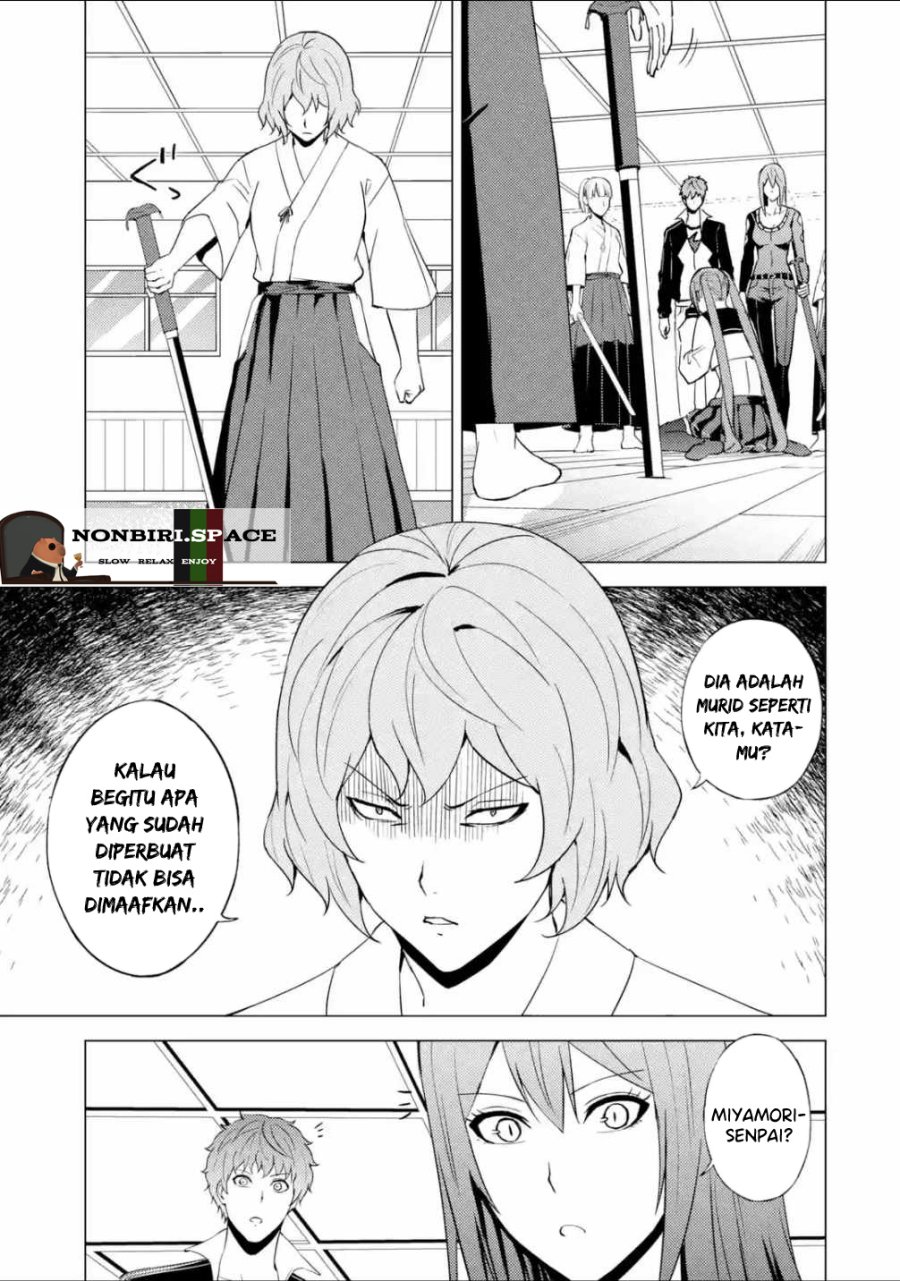 NONBIRI.SPACE
SLOW RELAX ENJOY
DIA ADALAH
MURID SEPERTI
KITA, KATA-
MU?
KALAU
BEGITU APA
YANG SUDAH
DIPERBUAT
TIDAK BISA
DIMAAFKAN..
MIYAMORI-
SENPAI?